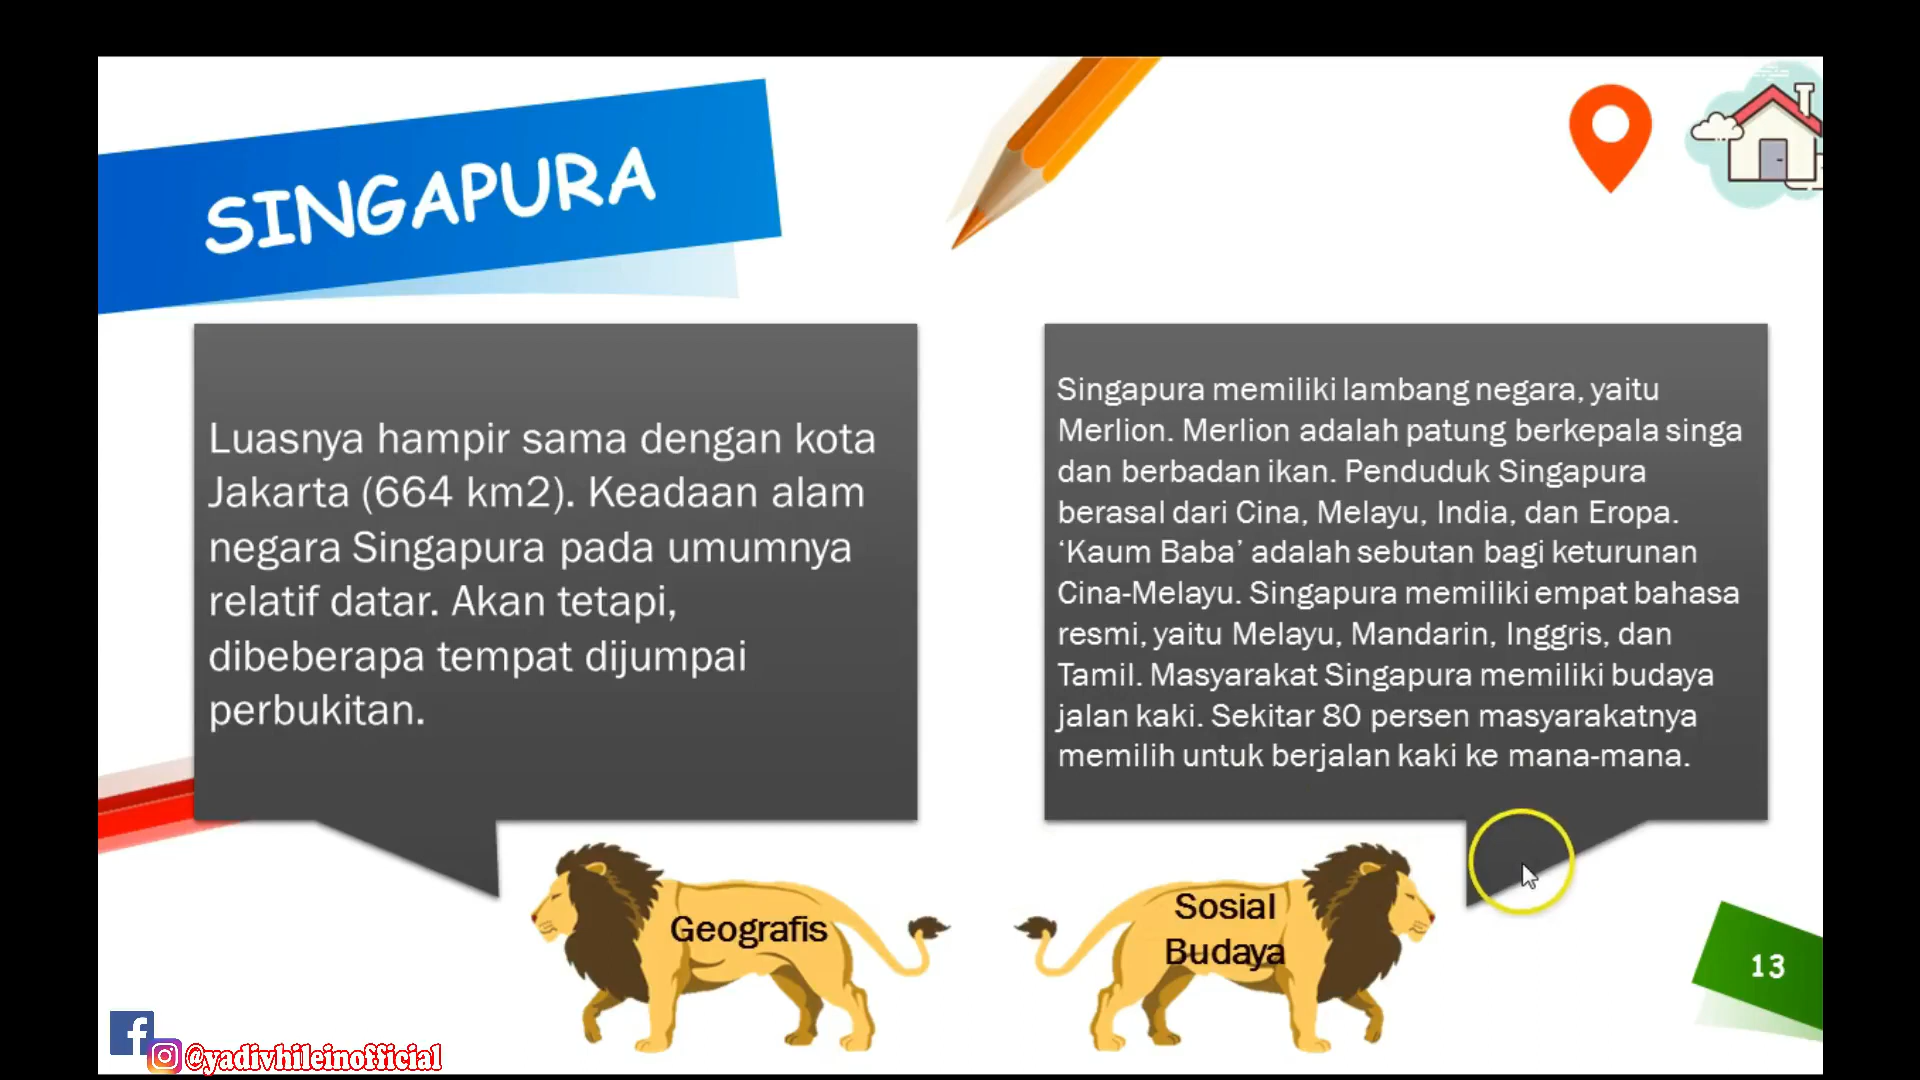 SINGAPURA
Luasnya hampir sama dengan kota
Jakarta (664 km2). Keadaan alam
negara Singapura pada umumnya
relatif datar. Akan tetapi,
dibeberapa tempat dijumpai
perbukitan.
Singapura memiliki lambang negara, yaitu
Merlion. Merlion adalah patung berkepala singa
dan berbadan ikan. Penduduk Singapura
berasal dari Cina, Melayu, India, dan Eropa.
‘Kaum Baba’ adalah sebutan bagi keturunan
Cina-Melayu. Singapura memiliki empat bahasa
resmi, yaitu Melayu, Mandarin, Inggris, dan
Tamil. Masyarakat Singapura memiliki budaya
jalan kaki. Sekitar 80 persen masyarakatnya
memilih untuk berjalan kaki ke mana-mana.
Geografis
Sosial
Budaya
13
@yadivhileinofficial